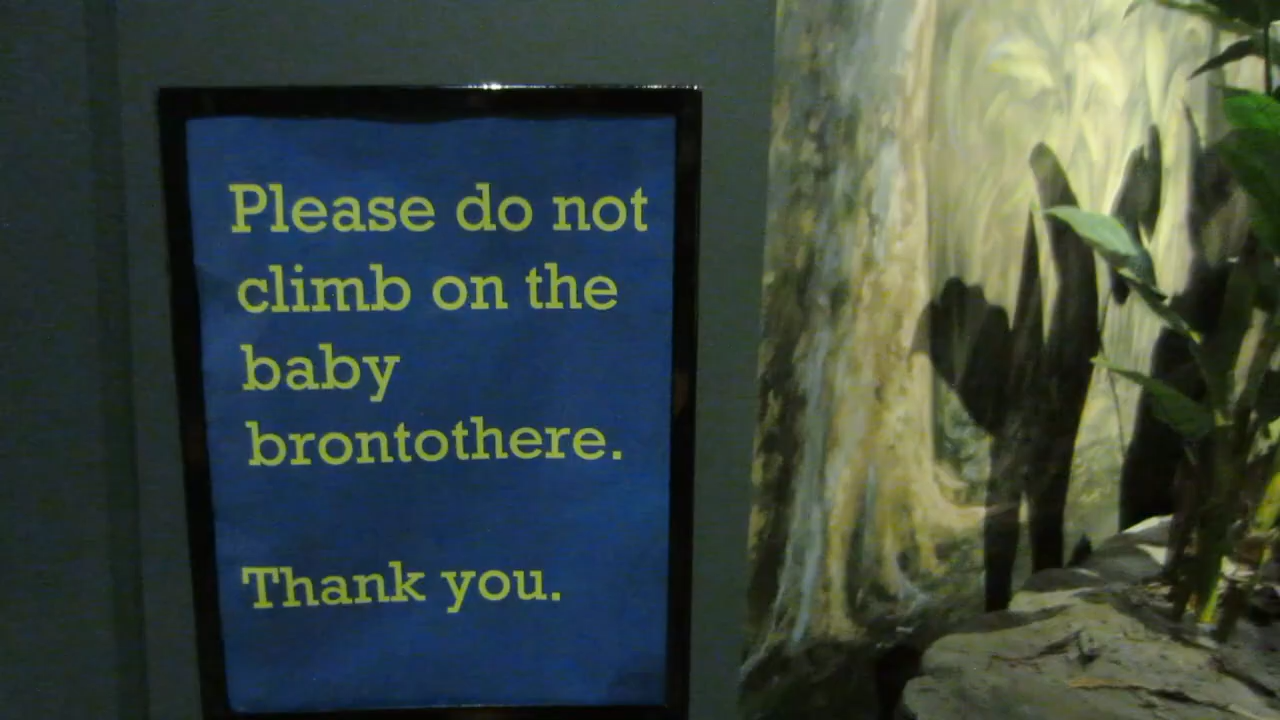 Please do not
climb on the
baby
brontothere.
Thank you.